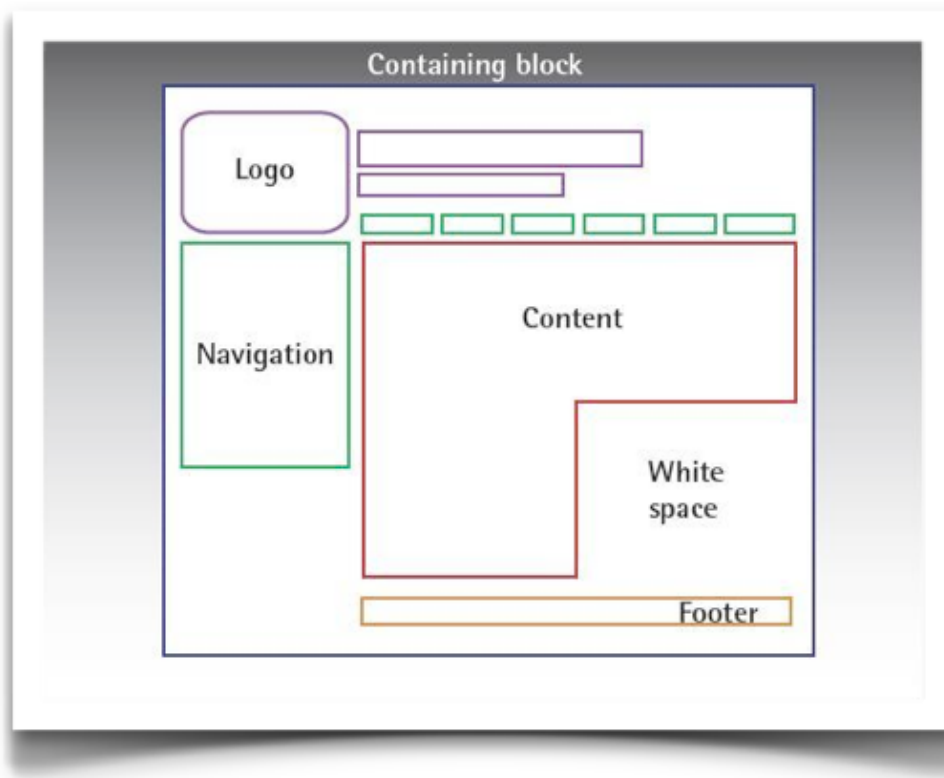 Containing block
Logo
Content
Navigation
White
space
Footer